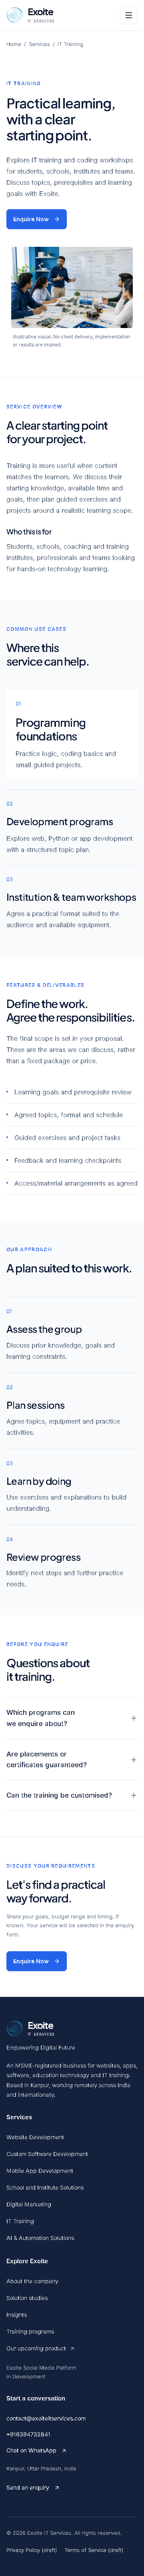 Exoite
IT SERVICES
Home / Services / IT Training
IT TRAINING
Practical learning,
with a clear
starting point.
Explore IT training and coding workshops
for students, schools, institutes and teams.
Discuss topics, prerequisites and learning
goals with Exoite.
Enquire Now →
Illustrative visual. No client delivery, implementation
or results are implied.
SERVICE OVERVIEW
A clear starting point
for your project.
Training is more useful when content
matches the learners. We discuss their
starting knowledge, available time and
goals, then plan guided exercises and
projects around a realistic learning scope.
Who this is for
Students, schools, coaching and training
institutes, professionals and teams looking
for hands-on technology learning.
COMMON USE CASES
Where this
service can help.
01
Programming
foundations
Practice logic, coding basics and
small guided projects.
02
Development programs
Explore web, Python or app development
with a structured topic plan.
03
Institution & team workshops
Agree a practical format suited to the
audience and available equipment.
FEATURES & DELIVERABLES
Define the work.
Agree the responsibilities.
The final scope is set in your proposal.
These are the areas we can discuss, rather
than a fixed package or price.
• Learning goals and prerequisite review
• Agreed topics, format and schedule
• Guided exercises and project tasks
• Feedback and learning checkpoints
• Access/material arrangements as agreed
OUR APPROACH
A plan suited to this work.
01
Assess the group
Discuss prior knowledge, goals and
learning constraints.
02
Plan sessions
Agree topics, equipment and practice
activities.
03
Learn by doing
Use exercises and explanations to build
understanding.
04
Review progress
Identify next steps and further practice
needs.
BEFORE YOU ENQUIRE
Questions about
it training.
Which programs can
we enquire about? +
Are placements or
certificates guaranteed? +
Can the training be customised? +
DISCUSS YOUR REQUIREMENTS
Let's find a practical
way forward.
Share your goals, budget range and timing, if
known. Your service will be selected in the enquiry
form.
Enquire Now →
Exoite
IT SERVICES
Empowering Digital Future
An MSME-registered business for websites, apps,
software, education technology and IT training.
Based in Kanpur, working remotely across India
and internationally.
Services
Website Development
Custom Software Development
Mobile App Development
School and Institute Solutions
Digital Marketing
IT Training
AI & Automation Solutions
Explore Exoite
About the company
Solution studies
Insights
Training programs
Our upcoming product ↗
Exoite Social Media Platform
In Development
Start a conversation
contact@exoiteitservices.com
+916394732841
Chat on WhatsApp ↗
Kanpur, Uttar Pradesh, India
Send an enquiry ↗
© 2026 Exoite IT Services. All rights reserved.
Privacy Policy (draft) Terms of Service (draft)